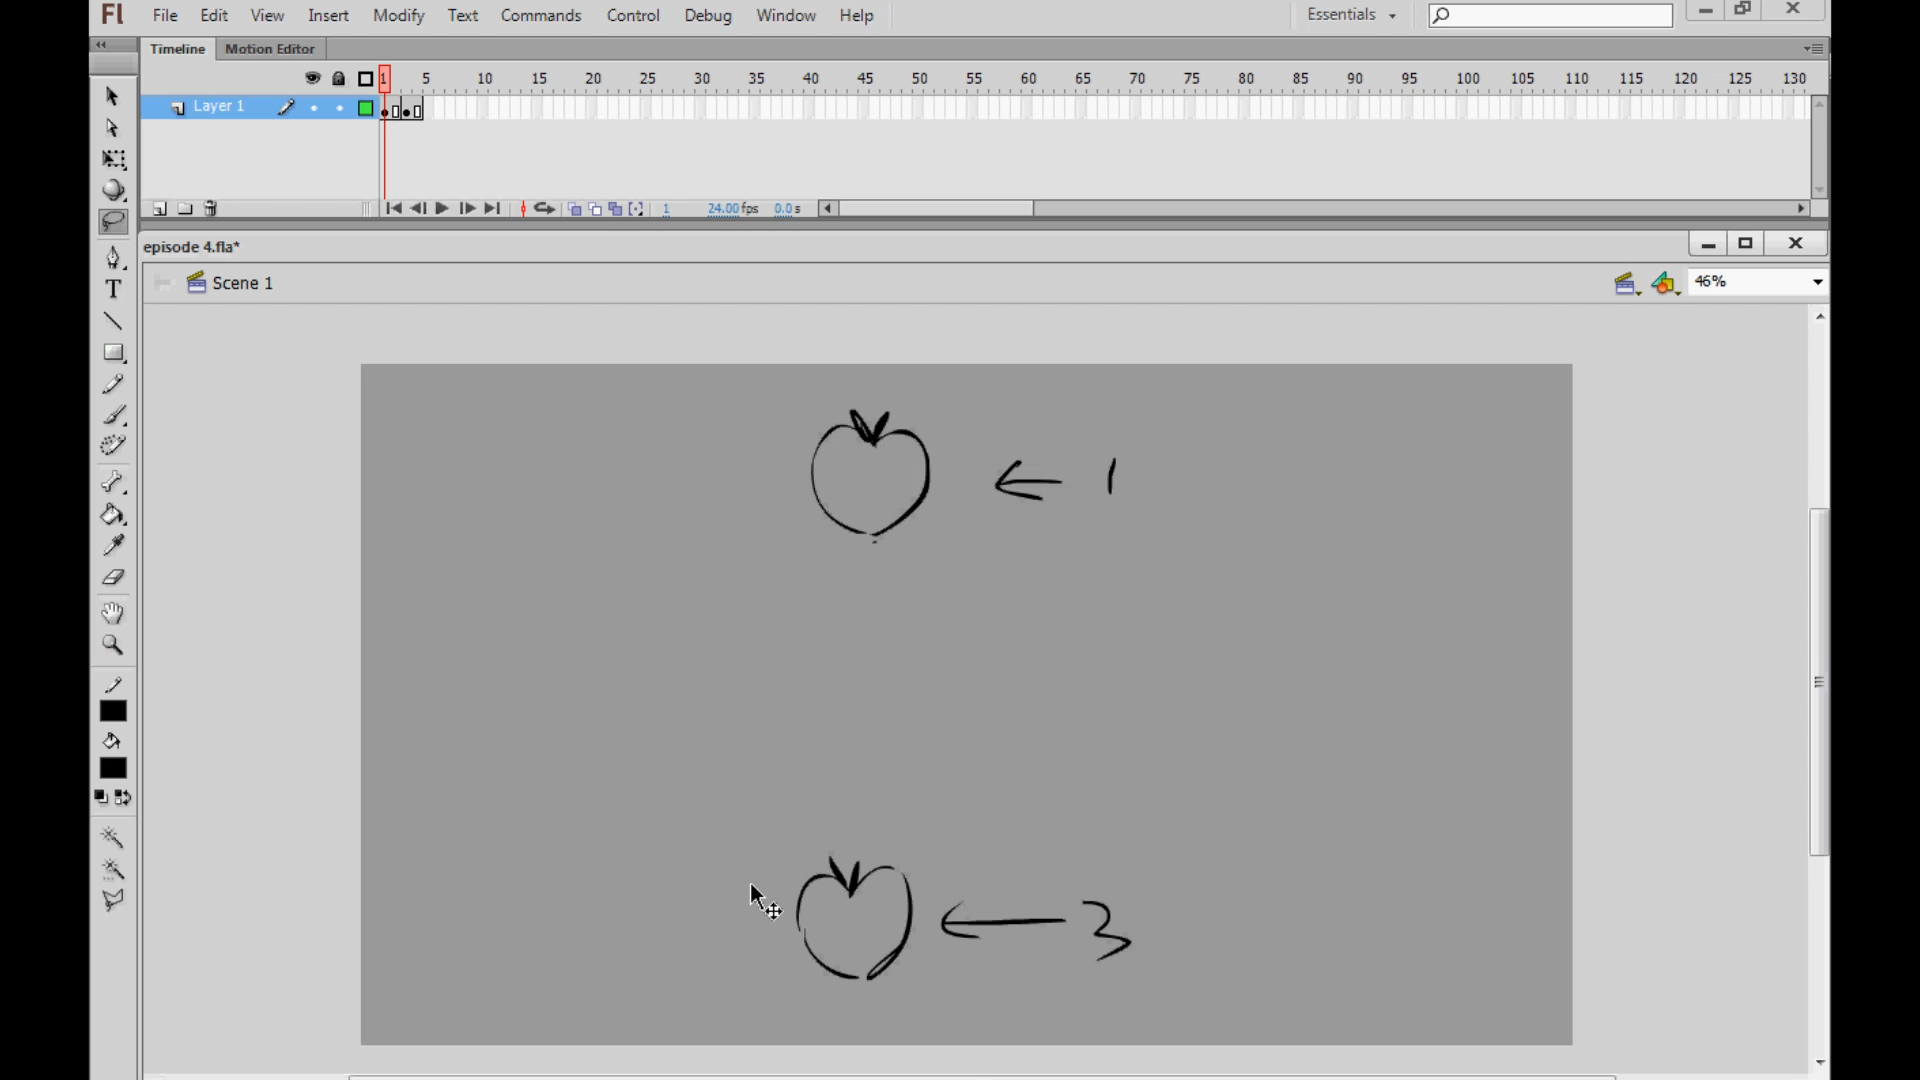 Fl File Edit View Insert Modify Text Commands Control Debug Window Help Essentials
Timeline Motion Editor
1 5 10 15 20 25 30 35 40 45 50 55 60 65 70 75 80 85 90 95 100 105 110 115 120 125 130
Layer 1
1 24.00 fps 0.0 s
episode 4.fla*
Scene 1 46%
T
1
3